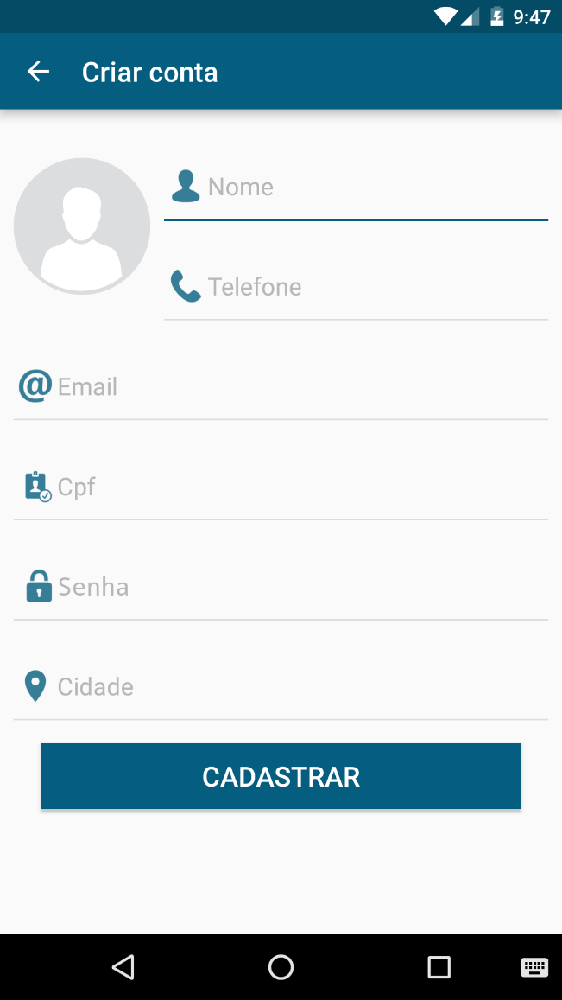 9:47
Criar conta
Nome
Telefone
@ Email
Cpf
Senha
Cidade
CADASTRAR